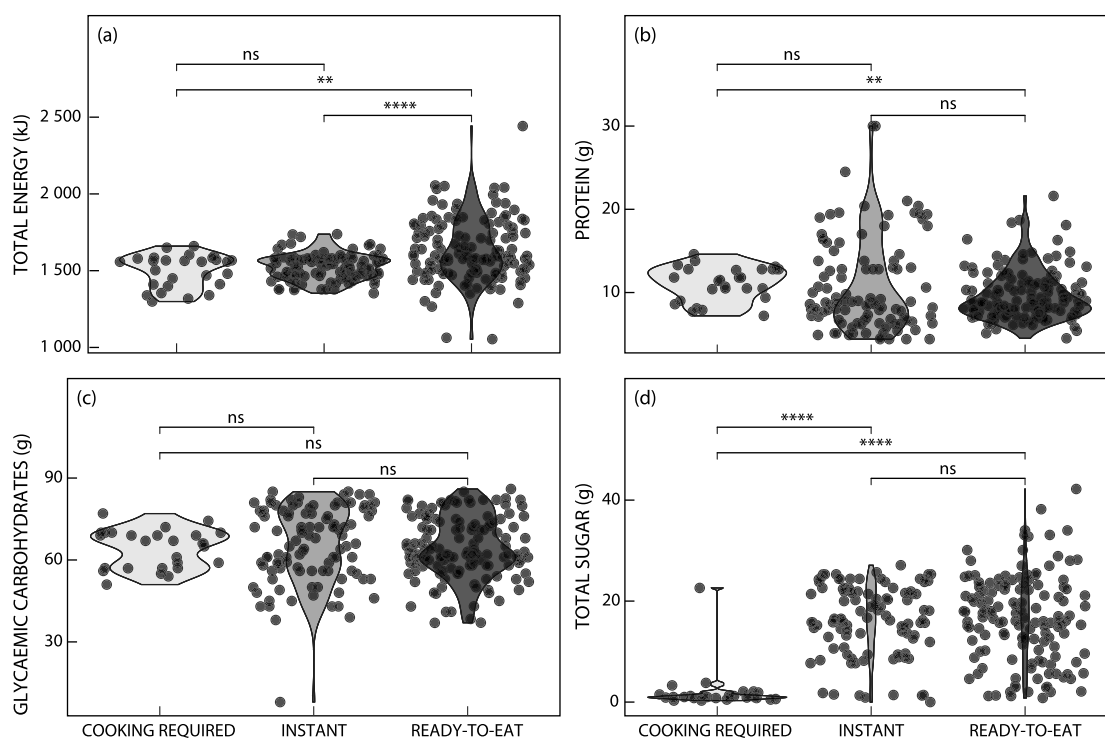 (a)
ns
**
****
TOTAL ENERGY (kJ)
2 500
2 000
1 500
1 000
(b)
ns
**
ns
PROTEIN (g)
30
20
10
(c)
ns
ns
ns
GLYCAEMIC CARBOHYDRATES (g)
90
60
30
COOKING REQUIRED INSTANT READY-TO-EAT
(d)
****
****
ns
TOTAL SUGAR (g)
40
20
0
COOKING REQUIRED INSTANT READY-TO-EAT